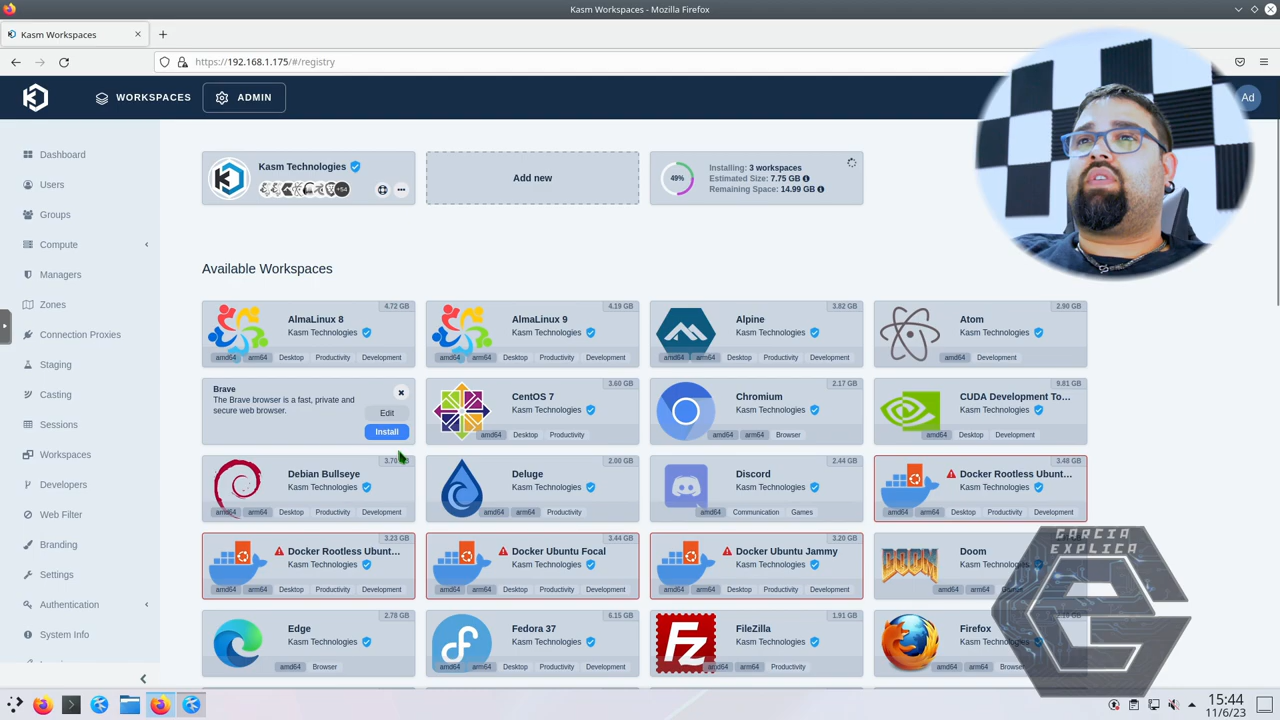 Kasm Workspaces - Mozilla Firefox
Kasm Workspaces
https://192.168.1.175/#/registry
WORKSPACES
ADMIN
Ad
Dashboard
Users
Groups
Compute
Managers
Zones
Connection Proxies
Staging
Casting
Sessions
Workspaces
Developers
Web Filter
Branding
Settings
Authentication
System Info
Kasm Technologies
+54
Add new
49%
Installing: 3 workspaces
Estimated Size: 7.75 GB
Remaining Space: 14.99 GB
Available Workspaces
4.72 GB
AlmaLinux 8
Kasm Technologies
amd64 arm64 Desktop Productivity Development
4.19 GB
AlmaLinux 9
Kasm Technologies
amd64 arm64 Desktop Productivity Development
3.82 GB
Alpine
Kasm Technologies
amd64 arm64 Desktop Productivity Development
2.90 GB
Atom
Kasm Technologies
amd64 Development
Brave
The Brave browser is a fast, private and
secure web browser.
Edit
Install
3.60 GB
CentOS 7
Kasm Technologies
amd64 Desktop Productivity
2.17 GB
Chromium
Kasm Technologies
amd64 arm64 Browser
9.81 GB
CUDA Development To...
Kasm Technologies
amd64 Desktop Development
GB
Debian Bullseye
Kasm Technologies
amd64 arm64 Desktop Productivity Development
2.00 GB
Deluge
Kasm Technologies
amd64 arm64 Productivity
2.44 GB
Discord
Kasm Technologies
amd64 Communication Games
3.48 GB
Docker Rootless Ubunt...
Kasm Technologies
amd64 arm64 Desktop Productivity Development
3.23 GB
Docker Rootless Ubunt...
Kasm Technologies
amd64 arm64 Desktop Productivity Development
3.44 GB
Docker Ubuntu Focal
Kasm Technologies
amd64 arm64 Desktop Productivity Development
3.20 GB
Docker Ubuntu Jammy
Kasm Technologies
amd64 arm64 Desktop Productivity Development
DOOM
Doom
Kasm Technologies
amd64 arm64
2.78 GB
Edge
Kasm Technologies
amd64 Browser
6.15 GB
Fedora 37
Kasm Technologies
amd64 arm64 Desktop Productivity Development
1.91 GB
FileZilla
Kasm Technologies
amd64 arm64 Productivity
Firefox
Kasm Technologies
amd64 arm64 Browser
GARCIA
EXPLICA
15:44
11/6/23